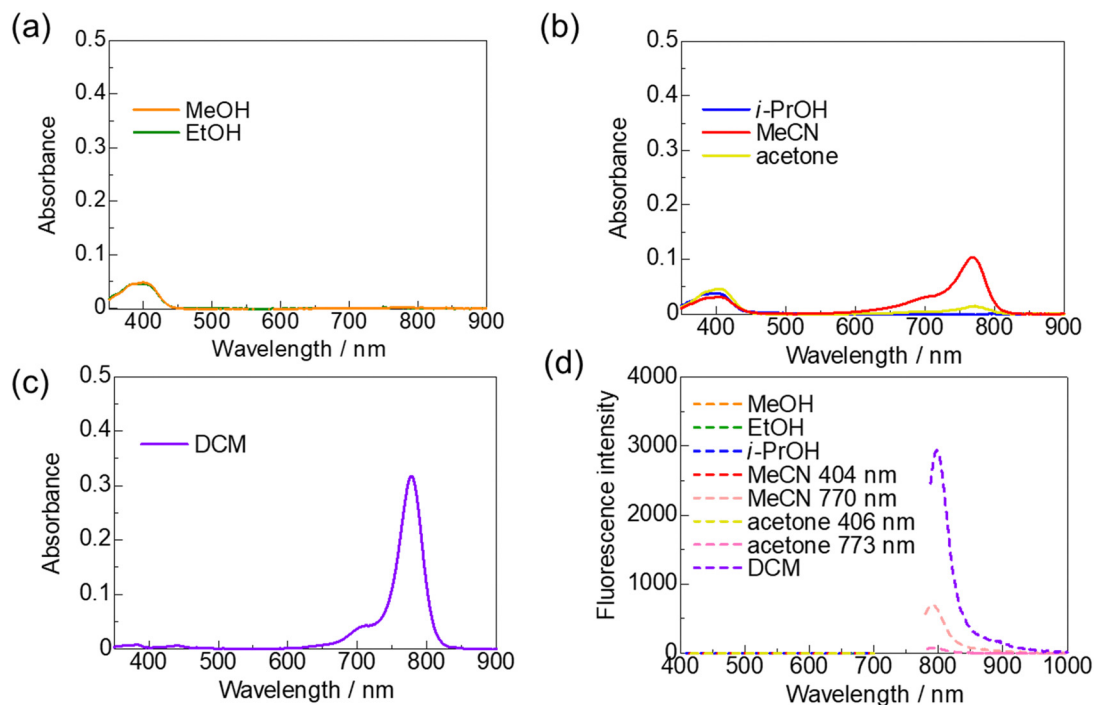 (a)
0.5
0.4
0.3
0.2
0.1
0
Absorbance
MeOH
EtOH
400 500 600 700 800 900
Wavelength / nm
(b)
0.5
0.4
0.3
0.2
0.1
0
Absorbance
i-PrOH
MeCN
acetone
400 500 600 700 800 900
Wavelength / nm
(c)
0.5
0.4
0.3
0.2
0.1
0
Absorbance
DCM
400 500 600 700 800 900
Wavelength / nm
(d)
4000
3000
2000
1000
0
Fluorescence intensity
MeOH
EtOH
i-PrOH
MeCN 404 nm
MeCN 770 nm
acetone 406 nm
acetone 773 nm
DCM
400 500 600 700 800 900 1000
Wavelength / nm